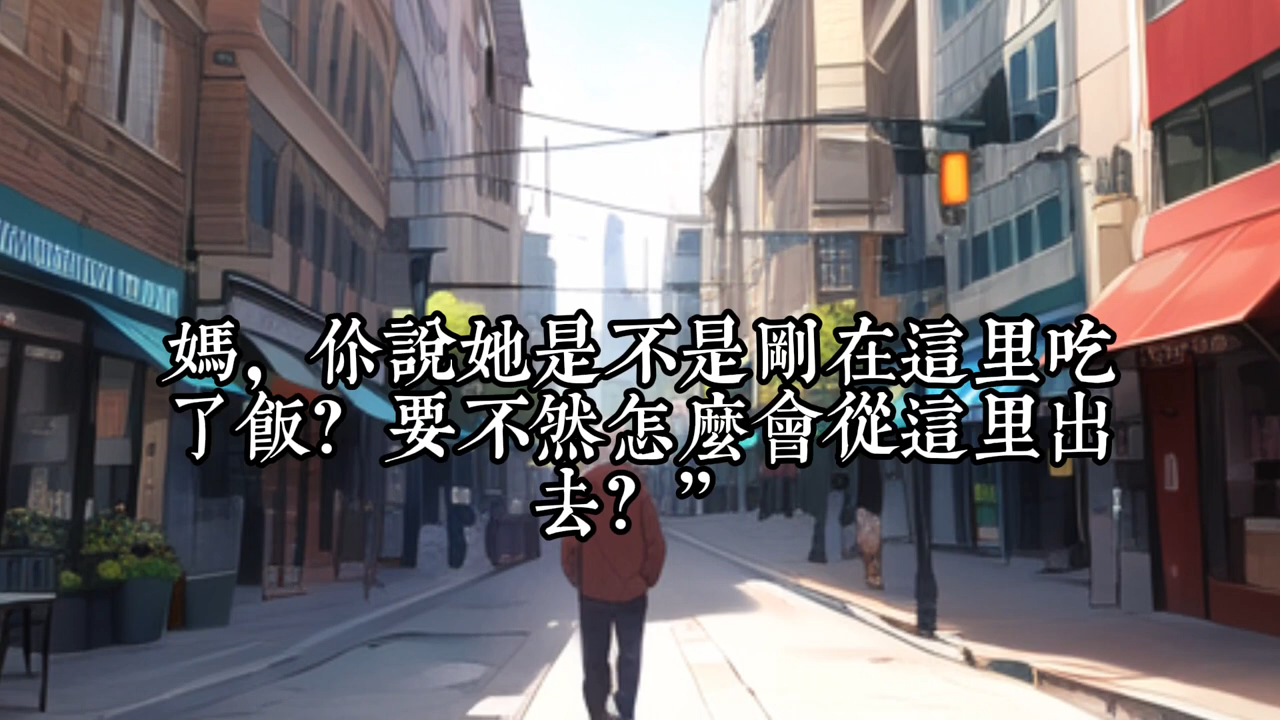 媽，你說她是不是剛在這里吃
了飯？要不然怎麼會從這里出
去？”